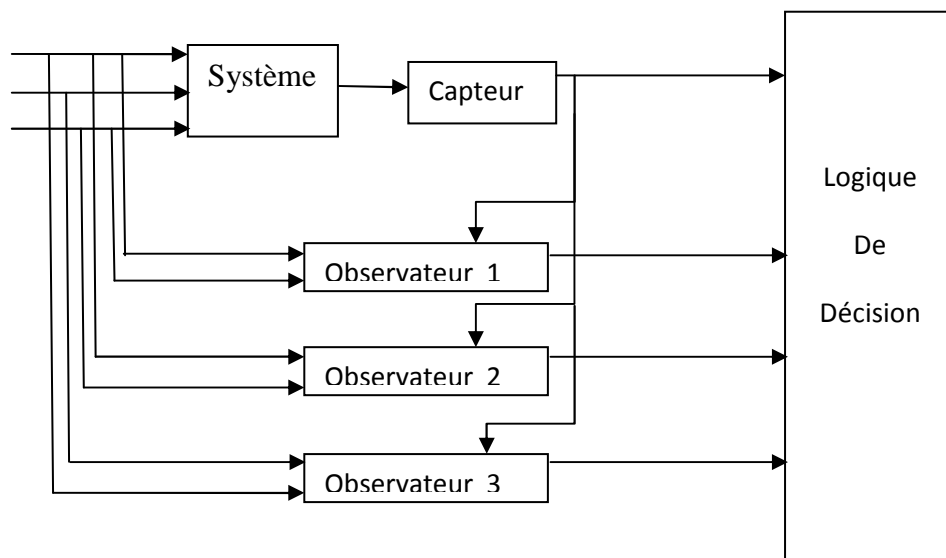 Système
Capteur
Logique
De
Décision
Observateur 1
Observateur 2
Observateur 3